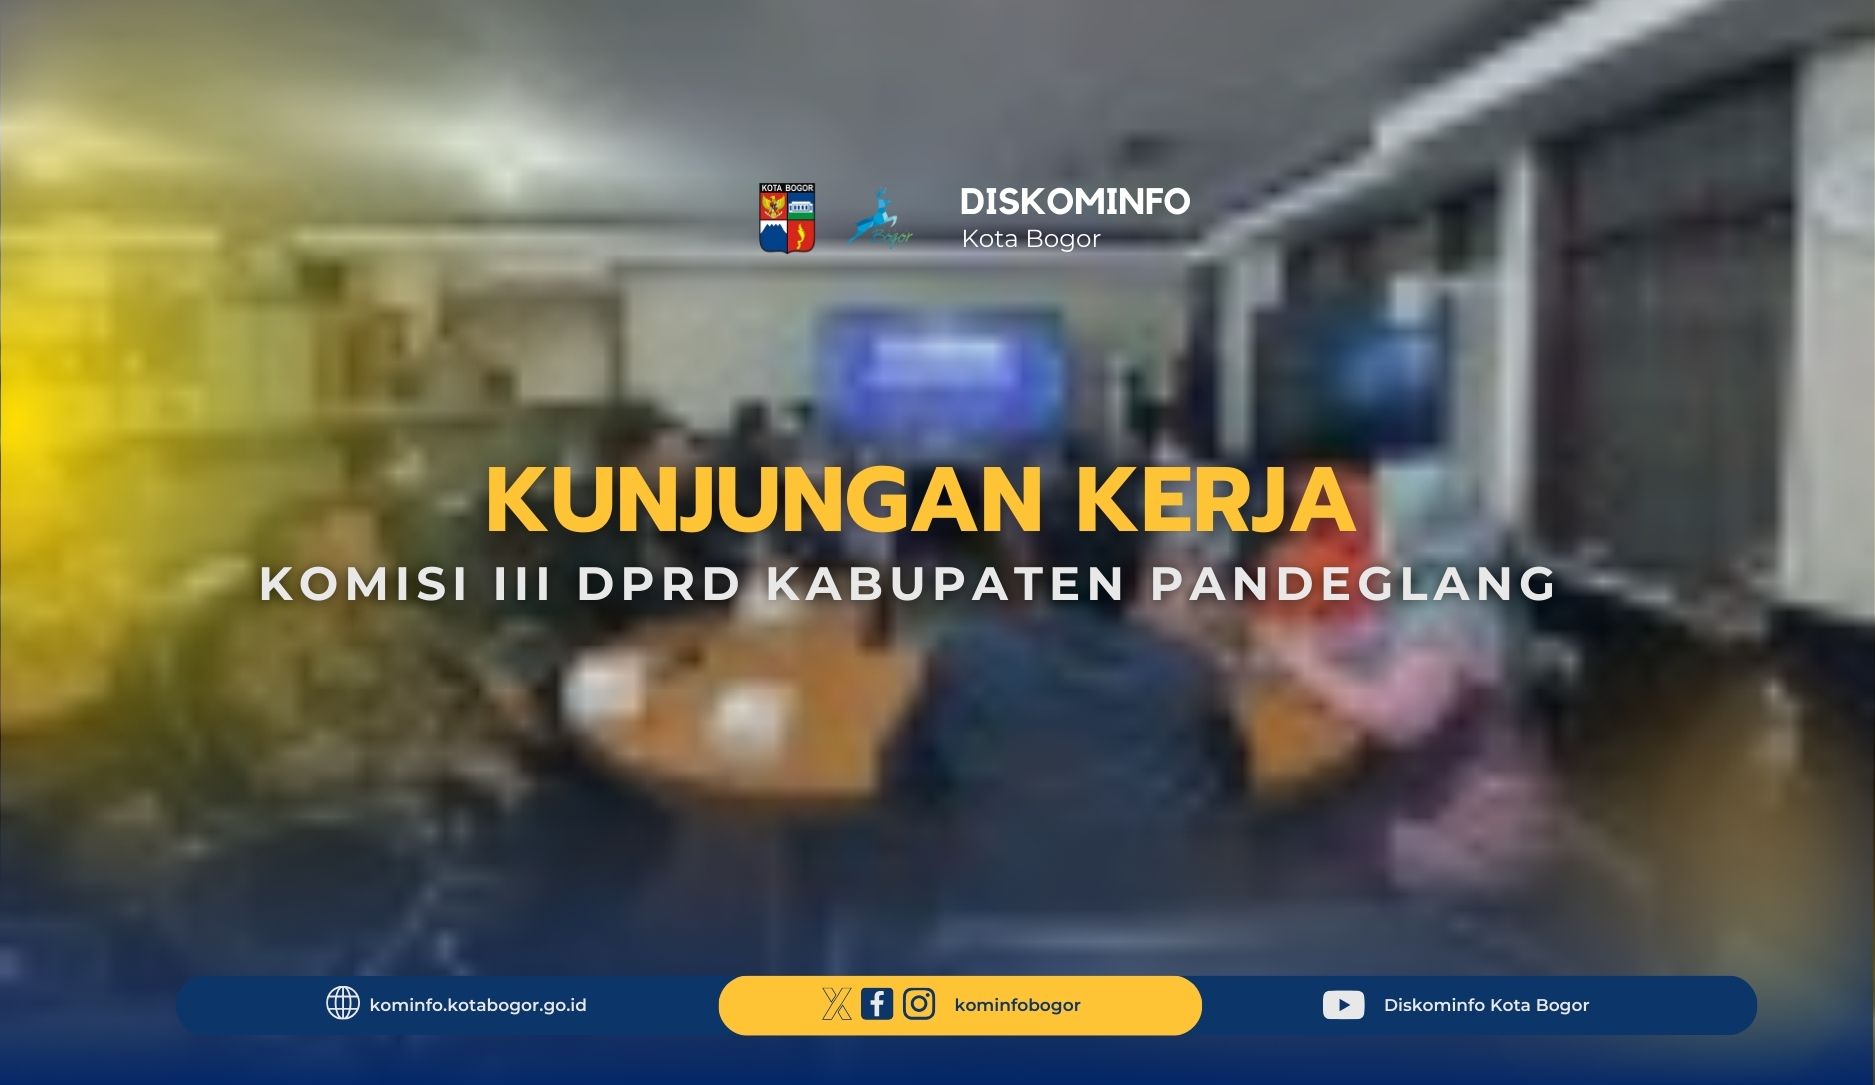 KOTA BOGOR
Bogor
DISKOMINFO
Kota Bogor
KUNJUNGAN KERJA
KOMISI III DPRD KABUPATEN PANDEGLANG
kominfo.kotabogor.go.id
kominfobogor
Diskominfo Kota Bogor